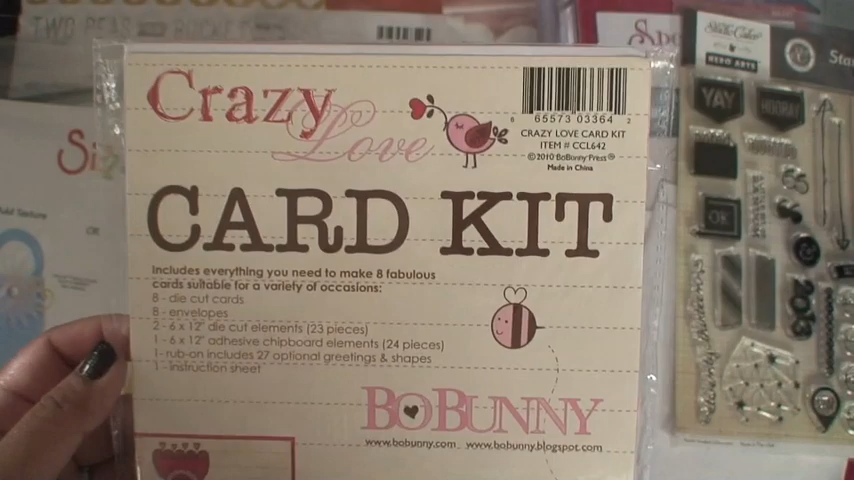 TWO PEAS
Crazy
Love
6 65573 03364 2
CRAZY LOVE CARD KIT
ITEM # CCL642
©2010 BoBunny Press®
Made in China
CARD KIT
Includes everything you need to make 8 fabulous
cards suitable for a variety of occasions:
8 - die cut cards
8 - envelopes
2 - 6 x 12" die cut elements (23 pieces)
1 - 6 x 12" adhesive chipboard elements (24 pieces)
1 - rub-on includes 27 optional greetings & shapes
1 - instruction sheet
BOBUNNY
www.bobunny.com www.bobunny.blogspot.com
HERO ARTS
YAY
HOORAY
OK
2013